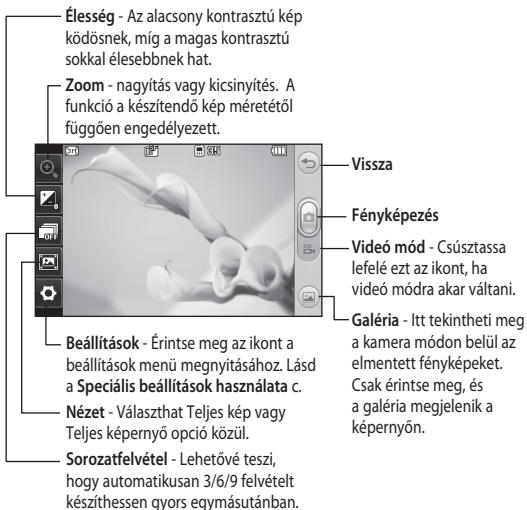 Élesség - Az alacsony kontrasztú kép
ködösnek, míg a magas kontrasztú
sokkal élesebbnek hat.
Zoom - nagyítás vagy kicsinyítés. A
funkció a készítendő kép méretétől
függően engedélyezett.
3M
35
OFF
Vissza
Fényképezés
Videó mód - Csúsztassa
lefelé ezt az ikont, ha
videó módra akar váltani.
Galéria - Itt tekintheti meg
a kamera módon belül az
elmentett fényképeket.
Csak érintse meg, és
a galéria megjelenik a
képernyőn.
Beállítások - Érintse meg az ikont a
beállítások menü megnyitásához. Lásd
a Speciális beállítások használata c.
Nézet - Választhat Teljes kép vagy
Teljes képernyő opció közül.
Sorozatfelvétel - Lehetővé teszi,
hogy automatikusan 3/6/9 felvételt
készíthessen gyors egymásutánban.